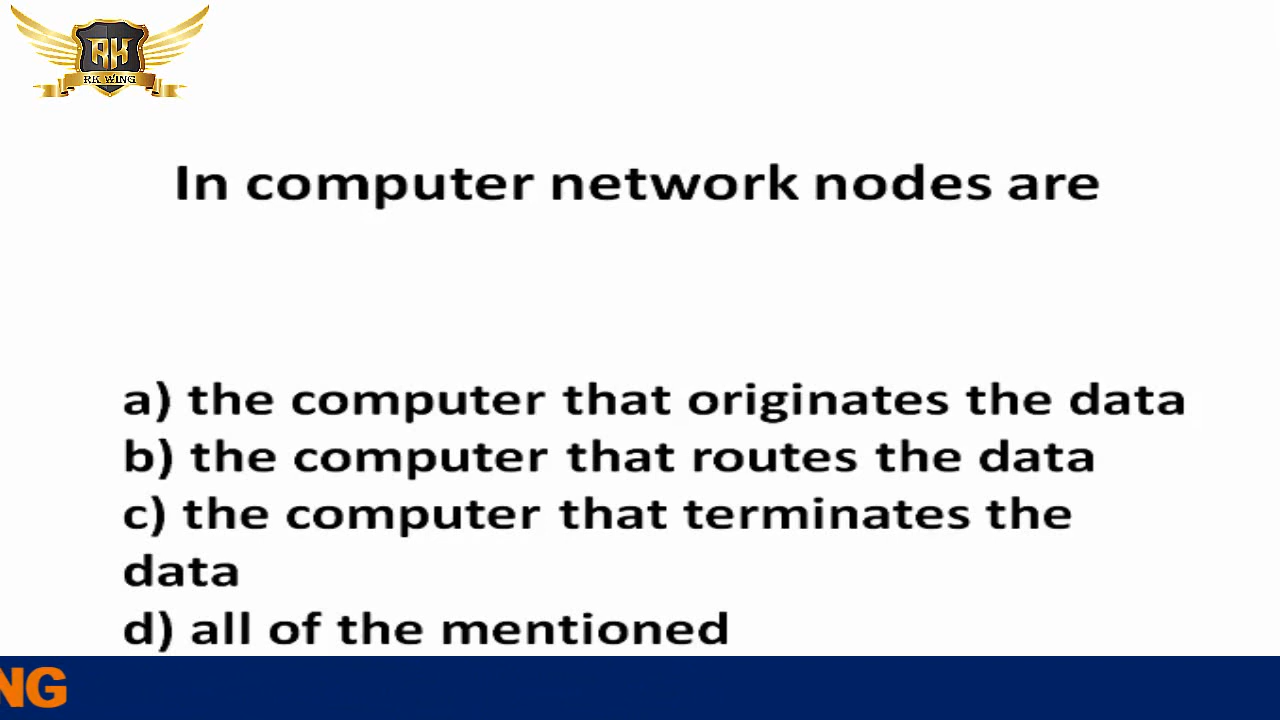 RK
RK WING
In computer network nodes are
a) the computer that originates the data
b) the computer that routes the data
c) the computer that terminates the
data
d) all of the mentioned
NG